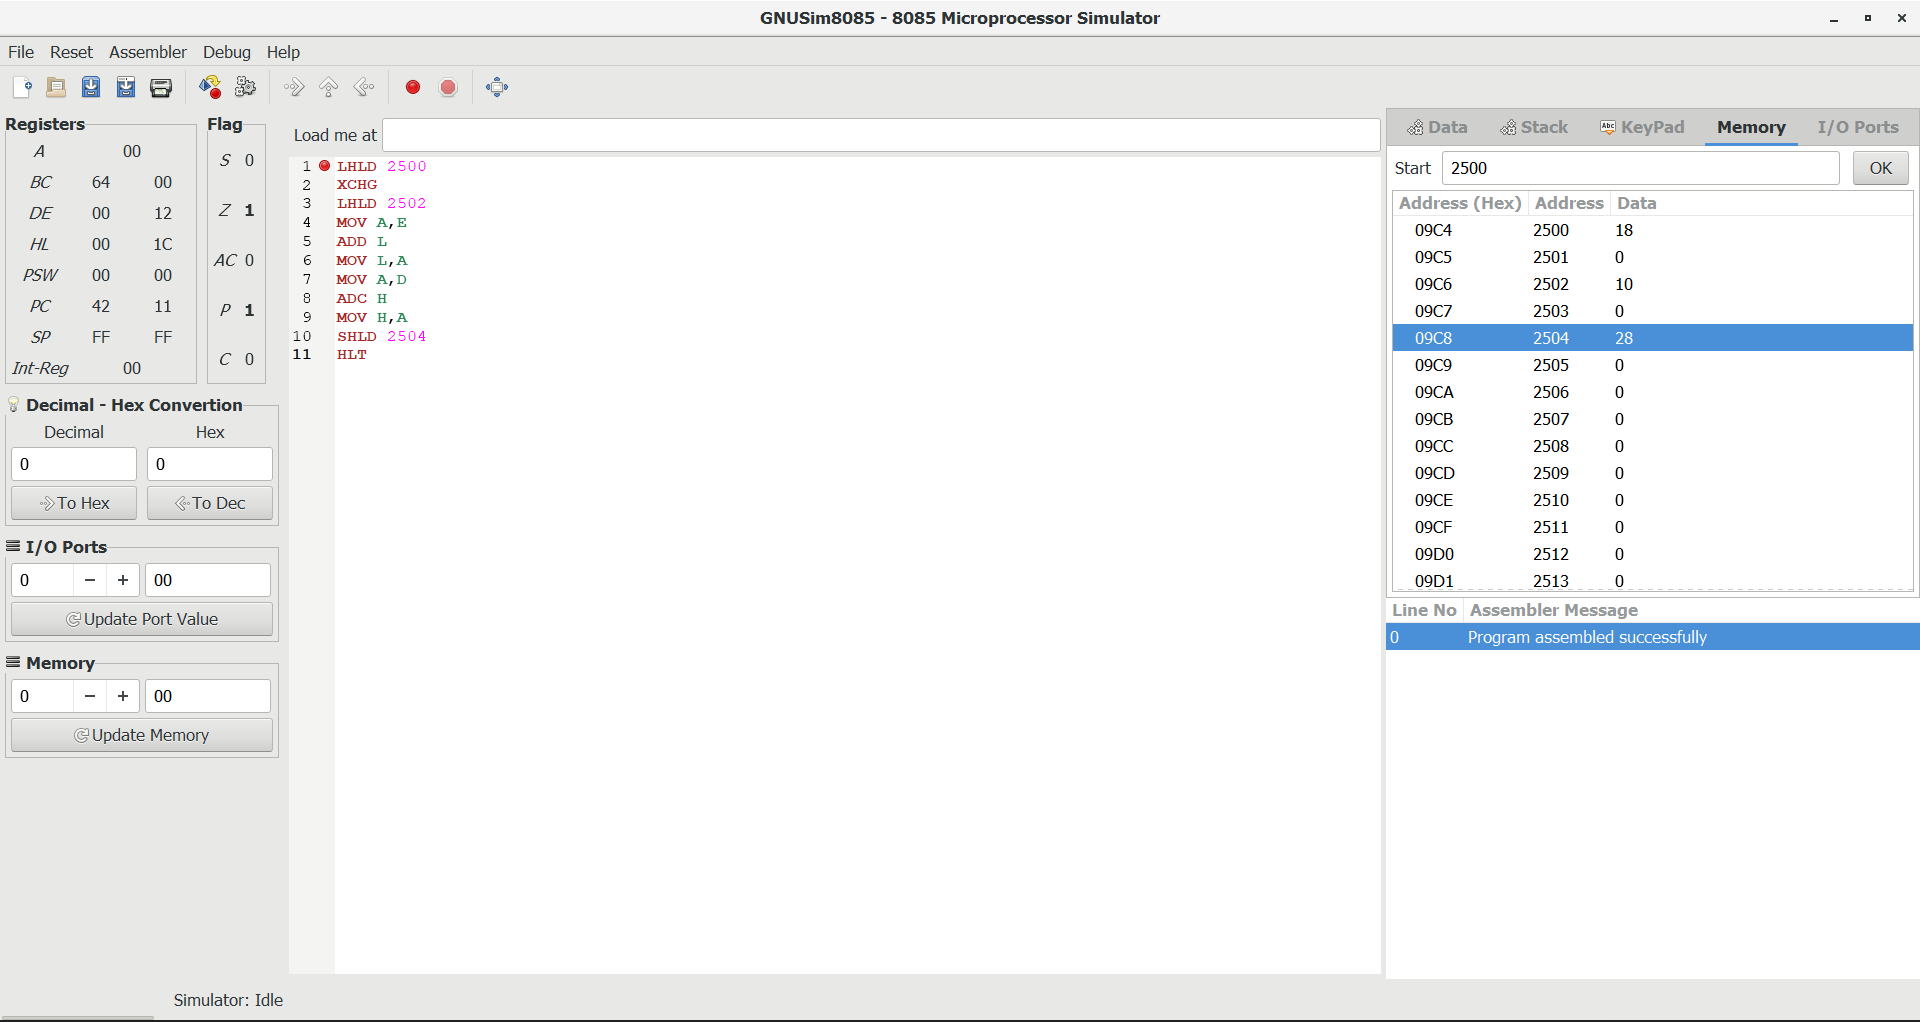 GNUSim8085 - 8085 Microprocessor Simulator
File Reset Assembler Debug Help
Registers
A 00
BC 64 00
DE 00 12
HL 00 1C
PSW 00 00
PC 42 11
SP FF FF
Int-Reg 00
Flag
S 0
Z 1
AC 0
P 1
C 0
Decimal - Hex Convertion
Decimal Hex
0 0
To Hex To Dec
I/O Ports
0 − + 00
Update Port Value
Memory
0 − + 00
Update Memory
Load me at
1 LHLD 2500
2 XCHG
3 LHLD 2502
4 MOV A,E
5 ADD L
6 MOV L,A
7 MOV A,D
8 ADC H
9 MOV H,A
10 SHLD 2504
11 HLT
Data Stack Abc KeyPad Memory I/O Ports
Start 2500 OK
Address (Hex) Address Data
09C4 2500 18
09C5 2501 0
09C6 2502 10
09C7 2503 0
09C8 2504 28
09C9 2505 0
09CA 2506 0
09CB 2507 0
09CC 2508 0
09CD 2509 0
09CE 2510 0
09CF 2511 0
09D0 2512 0
09D1 2513 0
Line No Assembler Message
0 Program assembled successfully
Simulator: Idle